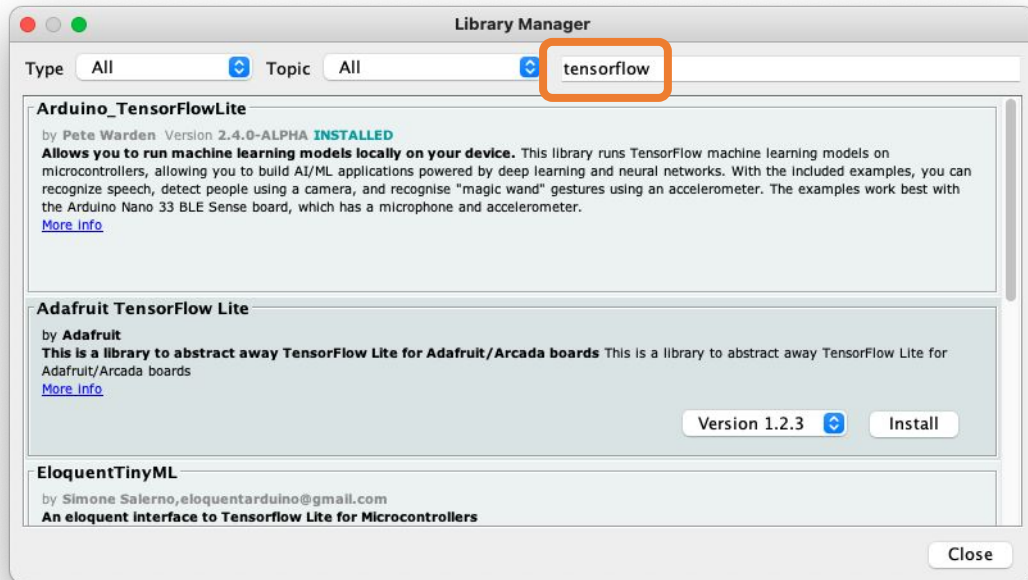 Library Manager
Type All Topic All tensorflow
Arduino_TensorFlowLite
by Pete Warden Version 2.4.0-ALPHA INSTALLED
Allows you to run machine learning models locally on your device. This library runs TensorFlow machine learning models on
microcontrollers, allowing you to build AI/ML applications powered by deep learning and neural networks. With the included examples, you can
recognize speech, detect people using a camera, and recognise "magic wand" gestures using an accelerometer. The examples work best with
the Arduino Nano 33 BLE Sense board, which has a microphone and accelerometer.
More info
Adafruit TensorFlow Lite
by Adafruit
This is a library to abstract away TensorFlow Lite for Adafruit/Arcada boards This is a library to abstract away TensorFlow Lite for
Adafruit/Arcada boards
More info
Version 1.2.3 Install
EloquentTinyML
by Simone Salerno,eloquentarduino@gmail.com
An eloquent interface to Tensorflow Lite for Microcontrollers
Close